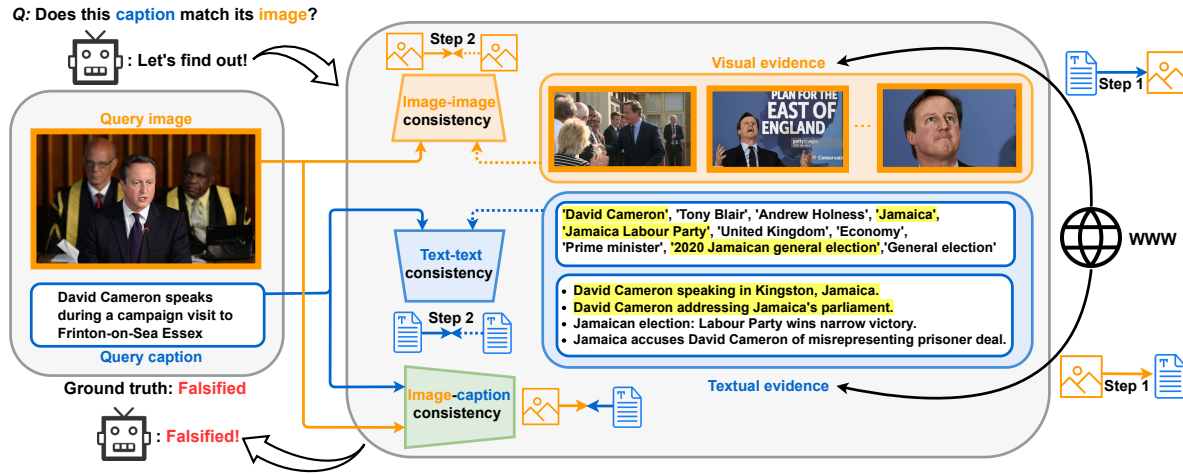 Q: Does this caption match its image?
: Let's find out!
Query image
David Cameron speaks
during a campaign visit to
Frinton-on-Sea Essex
Query caption
Ground truth: Falsified
: Falsified!
Step 2
Image-image
consistency
Text-text
consistency
Step 2
Image-caption
consistency
Visual evidence
PLAN FOR THE
EAST OF
ENGLAND
gettyimages
Conservati
'David Cameron', 'Tony Blair', 'Andrew Holness', 'Jamaica',
'Jamaica Labour Party', 'United Kingdom', 'Economy',
'Prime minister', '2020 Jamaican general election','General election'
• David Cameron speaking in Kingston, Jamaica.
• David Cameron addressing Jamaica's parliament.
• Jamaican election: Labour Party wins narrow victory.
• Jamaica accuses David Cameron of misrepresenting prisoner deal.
Textual evidence
T
Step 1
www
T
Step 1
T
T
T